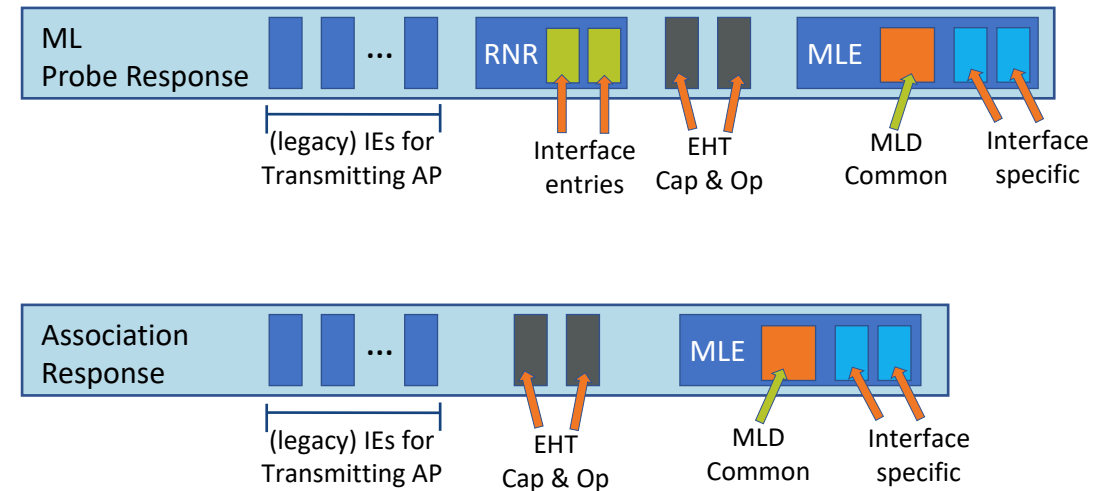 ML
Probe Response
...
RNR
MLE
(legacy) IEs for
Transmitting AP
Interface
entries
EHT
Cap & Op
MLD
Common
Interface
specific
Association
Response
...
MLE
(legacy) IEs for
Transmitting AP
EHT
Cap & Op
MLD
Common
Interface
specific